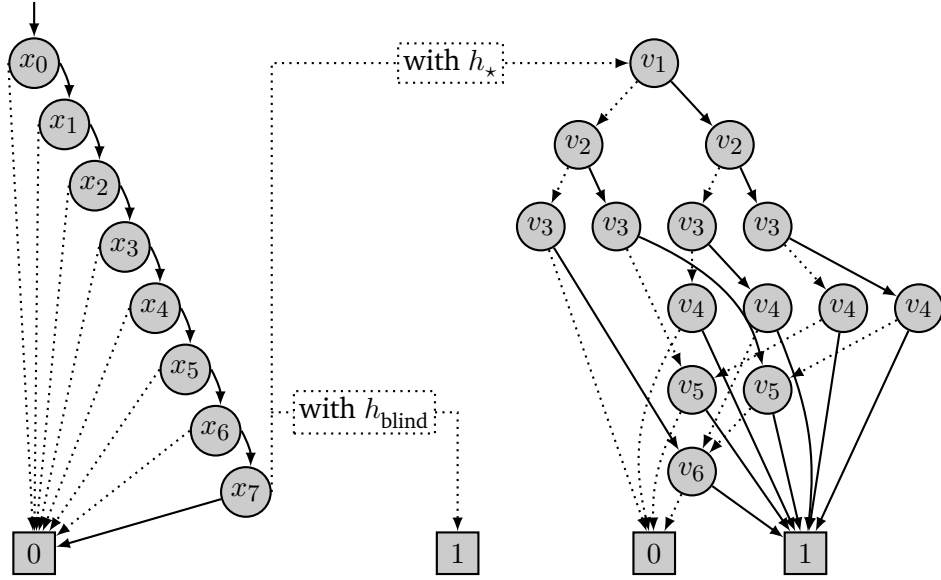 x₀ with h⋆ v₁
x₁
v₂ v₂
x₂
x₃ v₃ v₃ v₃ v₃
x₄ v₄ v₄ v₄ v₄
x₅
v₅ v₅
with h_blind
x₆
v₆
x₇
0 1 0 1